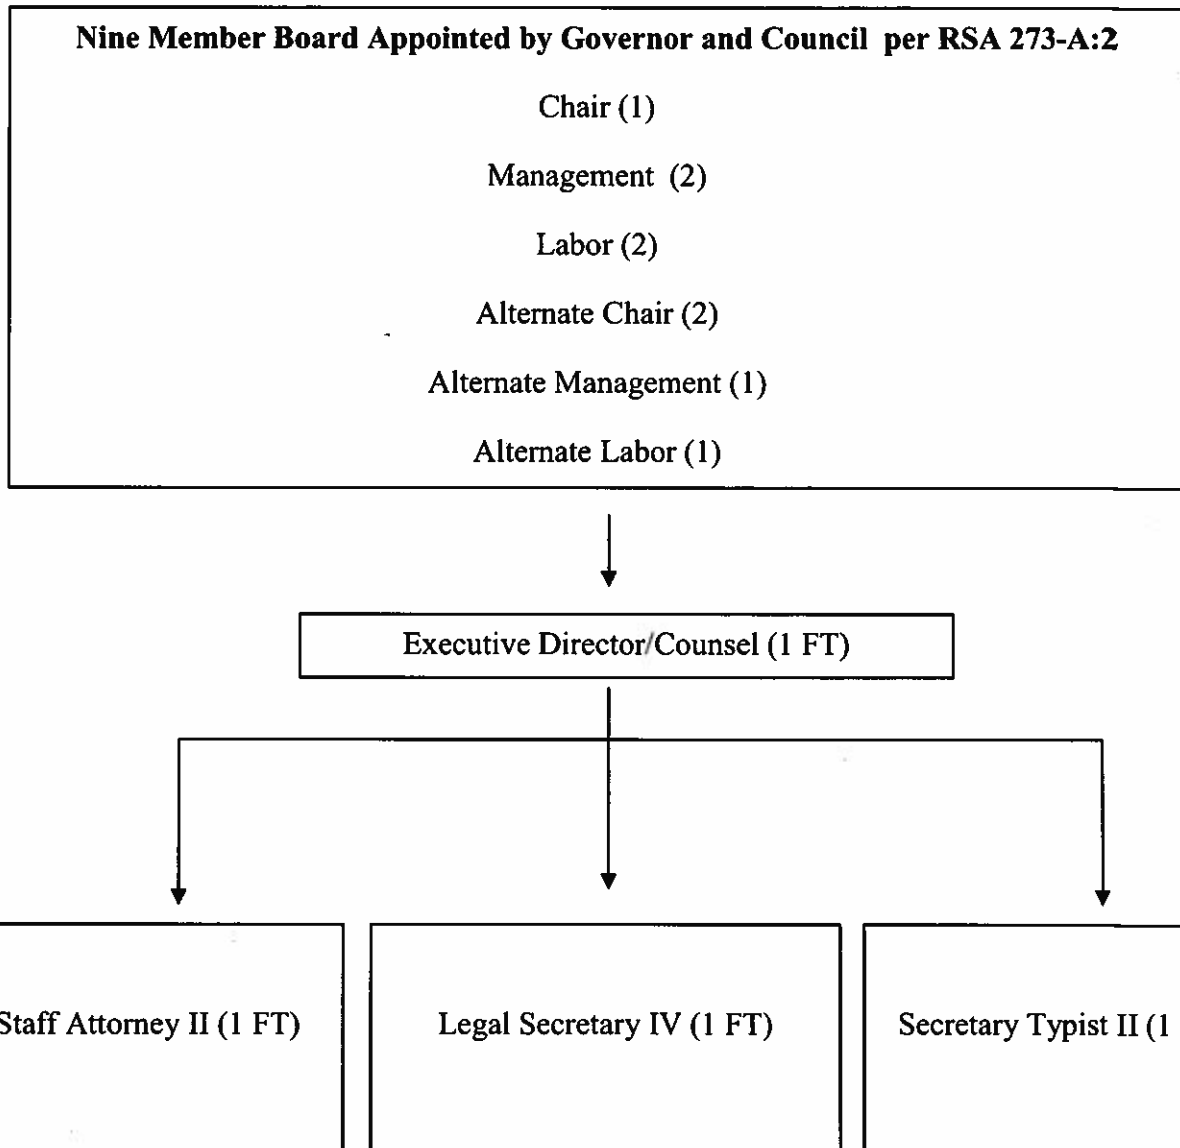 Nine Member Board Appointed by Governor and Council per RSA 273-A:2
Chair (1)
Management (2)
Labor (2)
Alternate Chair (2)
Alternate Management (1)
Alternate Labor (1)
Executive Director/Counsel (1 FT)
Staff Attorney II (1 FT)
Legal Secretary IV (1 FT)
Secretary Typist II (1